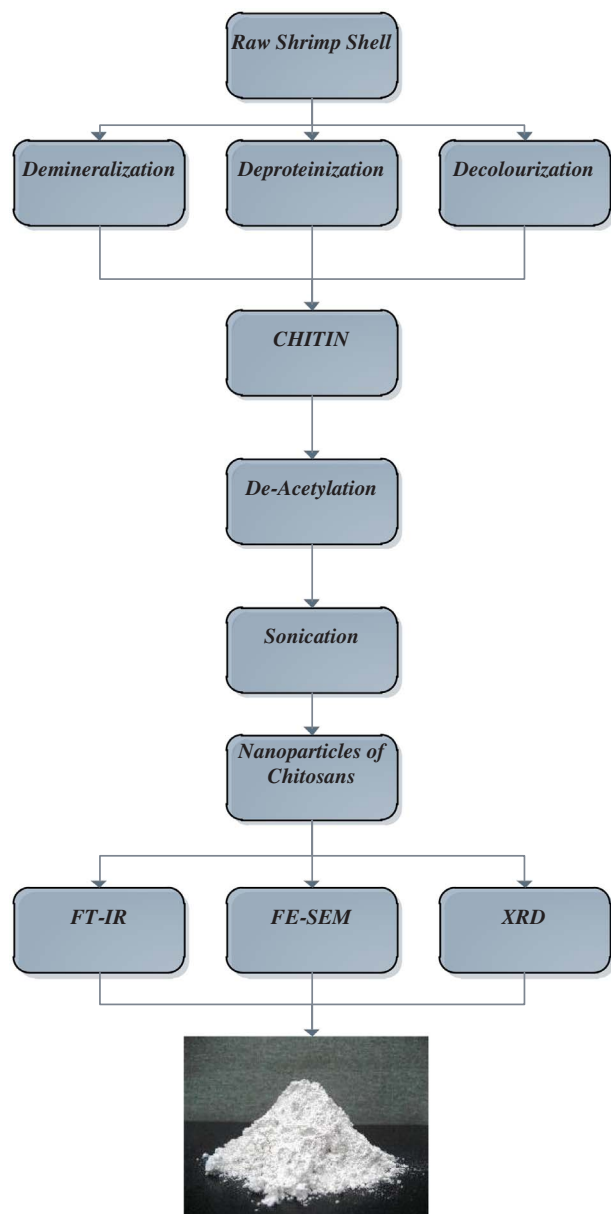 Raw Shrimp Shell
Demineralization
Deproteinization
Decolourization
CHITIN
De-Acetylation
Sonication
Nanoparticles of
Chitosans
FT-IR
FE-SEM
XRD